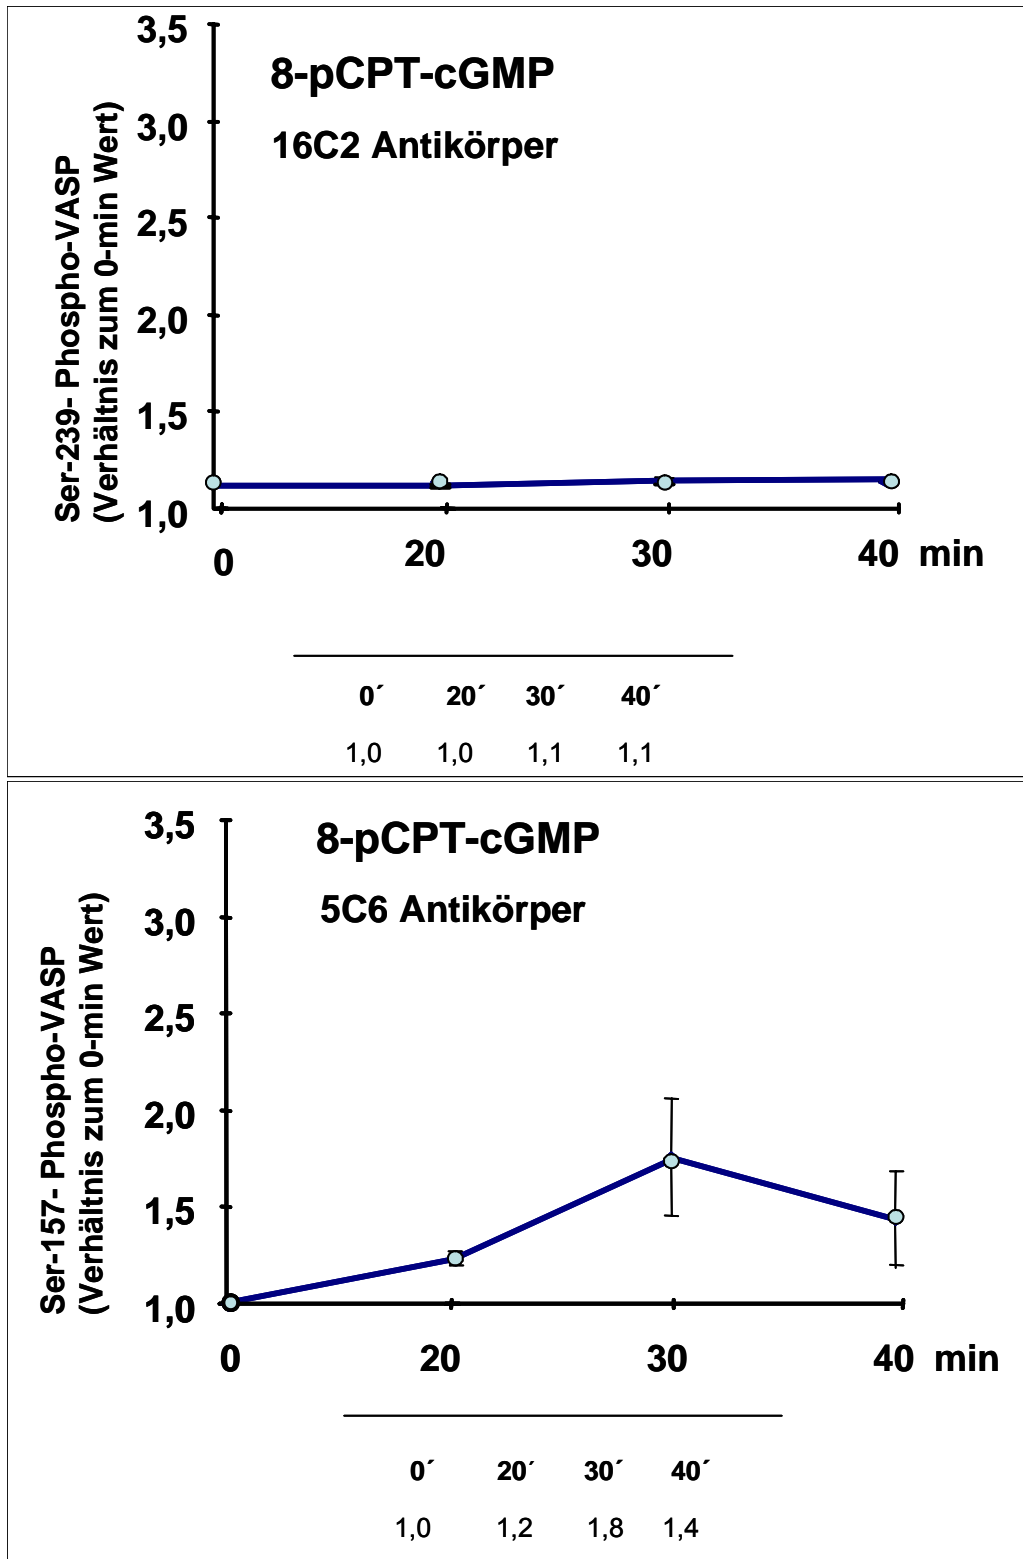 3,5
8-pCPT-cGMP
3,0
16C2 Antikörper
2,5
2,0
1,5
1,0
Ser-239- Phospho-VASP
(Verhältnis zum 0-min Wert)
0 20 30 40 min
0´ 20´ 30´ 40´
1,0 1,0 1,1 1,1
3,5
8-pCPT-cGMP
5C6 Antikörper
3,0
2,5
2,0
1,5
1,0
Ser-157- Phospho-VASP
(Verhältnis zum 0-min Wert)
0 20 30 40 min
0´ 20´ 30´ 40´
1,0 1,2 1,8 1,4